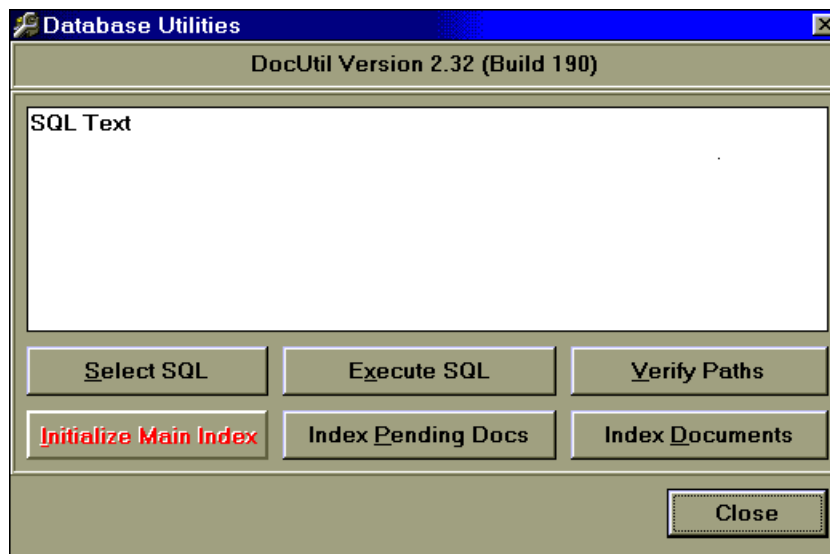 Database Utilities
DocUtil Version 2.32 (Build 190)
SQL Text
Select SQL
Execute SQL
Verify Paths
Initialize Main Index
Index Pending Docs
Index Documents
Close